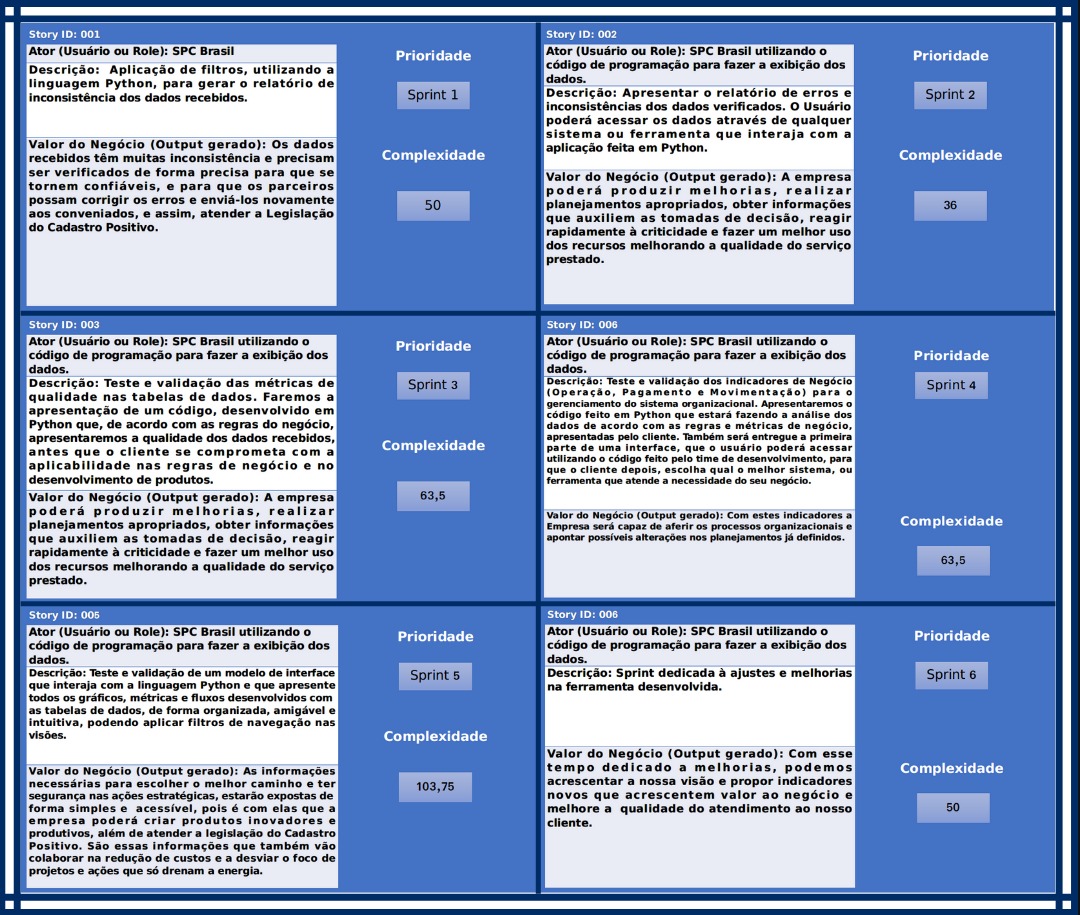 Story ID: 001
Ator (Usuário ou Role): SPC Brasil
Descrição: Aplicação de filtros, utilizando a
linguagem Python, para gerar o relatório de
inconsistência dos dados recebidos.
Valor do Negócio (Output gerado): Os dados
recebidos têm muitas inconsistência e precisam
ser verificados de forma precisa para que se
tornem confiáveis, e para que os parceiros
possam corrigir os erros e enviá-los novamente
aos conveniados, e assim, atender a Legislação
do Cadastro Positivo.
Prioridade
Sprint 1
Complexidade
50
Story ID: 002
Ator (Usuário ou Role): SPC Brasil utilizando o
código de programação para fazer a exibição dos
dados.
Descrição: Apresentar o relatório de erros e
inconsistências dos dados verificados. O Usuário
poderá acessar os dados através de qualquer
sistema ou ferramenta que interaja com a
aplicação feita em Python.
Valor do Negócio (Output gerado): A empresa
poderá produzir melhorias, realizar
planejamentos apropriados, obter informações
que auxiliem as tomadas de decisão, reagir
rapidamente à criticidade e fazer um melhor uso
dos recursos melhorando a qualidade do serviço
prestado.
Prioridade
Sprint 2
Complexidade
36
Story ID: 003
Ator (Usuário ou Role): SPC Brasil utilizando o
código de programação para fazer a exibição dos
dados.
Descrição: Teste e validação das métricas de
qualidade nas tabelas de dados. Faremos a
apresentação de um código, desenvolvido em
Python que, de acordo com as regras do negócio,
apresentaremos a qualidade dos dados recebidos,
antes que o cliente se comprometa com a
aplicabilidade nas regras de negócio e no
desenvolvimento de produtos.
Valor do Negócio (Output gerado): A empresa
poderá produzir melhorias, realizar
planejamentos apropriados, obter informações
que auxiliem as tomadas de decisão, reagir
rapidamente à criticidade e fazer um melhor uso
dos recursos melhorando a qualidade do serviço
prestado.
Prioridade
Sprint 3
Complexidade
63,5
Story ID: 006
Ator (Usuário ou Role): SPC Brasil utilizando o
código de programação para fazer a exibição dos
dados.
Descrição: Teste e validação dos indicadores de Negócio
(Operação, Pagamento e Movimentação) para o
gerenciamento do sistema organizacional. Apresentaremos o
código feito em Python que estará fazendo a análise dos
dados de acordo com as regras e métricas de negócio,
apresentadas pelo cliente. Também será entregue a primeira
parte de uma interface, que o usuário poderá acessar
utilizando o código feito pelo time de desenvolvimento, para
que o cliente depois, escolha qual o melhor sistema, ou
ferramenta que atende a necessidade do seu negócio.
Valor do Negócio (Output gerado): Com estes indicadores a
Empresa será capaz de aferir os processos organizacionais e
apontar possíveis alterações nos planejamentos já definidos.
Prioridade
Sprint 4
Complexidade
63,5
Story ID: 006
Ator (Usuário ou Role): SPC Brasil utilizando o
código de programação para fazer a exibição dos
dados.
Descrição: Teste e validação de um modelo de interface
que interaja com a linguagem Python e que apresente
todos os gráficos, métricas e fluxos desenvolvidos com
as tabelas de dados, de forma organizada, amigável e
intuitiva, podendo aplicar filtros de navegação nas
visões.
Valor do Negócio (Output gerado): As informações
necessárias para escolher o melhor caminho e ter
segurança nas ações estratégicas, estarão expostas de
forma simples e acessível, pois é com elas que a
empresa poderá criar produtos inovadores e
produtivos, além de atender a legislação do Cadastro
Positivo. São essas informações que também vão
colaborar na redução de custos e a desviar o foco de
projetos e ações que só drenam a energia.
Prioridade
Sprint 5
Complexidade
103,75
Story ID: 006
Ator (Usuário ou Role): SPC Brasil utilizando o
código de programação para fazer a exibição dos
dados.
Descrição: Sprint dedicada à ajustes e melhorias
na ferramenta desenvolvida.
Valor do Negócio (Output gerado): Com esse
tempo dedicado a melhorias, podemos
acrescentar a nossa visão e propor indicadores
novos que acrescentem valor ao negócio e
melhore a qualidade do atendimento ao nosso
cliente.
Prioridade
Sprint 6
Complexidade
50